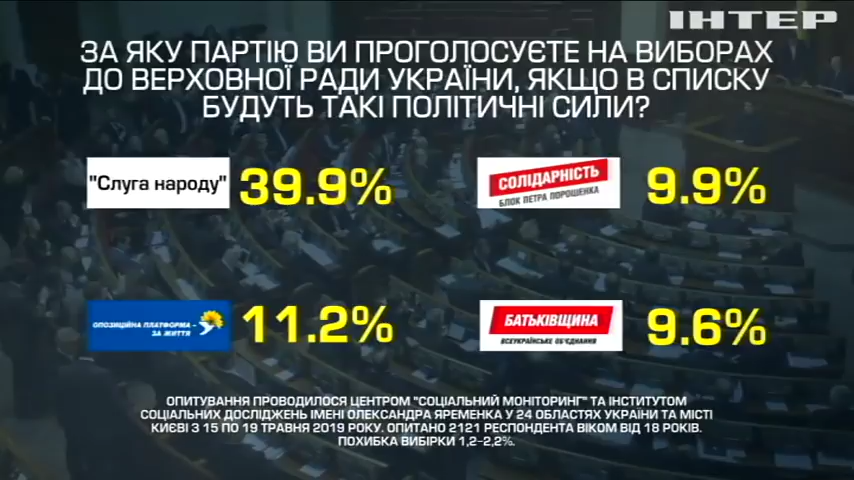 ІНТЕР
ЗА ЯКУ ПАРТІЮ ВИ ПРОГОЛОСУЄТЕ НА ВИБОРАХ
ДО ВЕРХОВНОЇ РАДИ УКРАЇНИ, ЯКЩО В СПИСКУ
БУДУТЬ ТАКІ ПОЛІТИЧНІ СИЛИ?
"Слуга народу" 39.9%
СОЛІДАРНІСТЬ
БЛОК ПЕТРА ПОРОШЕНКА
9.9%
ОПОЗИЦІЙНА ПЛАТФОРМА –
ЗА ЖИТТЯ
11.2%
БАТЬКІВЩИНА
ВСЕУКРАЇНСЬКЕ ОБ'ЄДНАННЯ
9.6%
ОПИТУВАННЯ ПРОВОДИЛОСЯ ЦЕНТРОМ "СОЦІАЛЬНИЙ МОНІТОРИНГ" ТА ІНСТИТУТОМ
СОЦІАЛЬНИХ ДОСЛІДЖЕНЬ ІМЕНІ ОЛЕКСАНДРА ЯРЕМЕНКА У 24 ОБЛАСТЯХ УКРАЇНИ ТА МІСТІ
КИЄВІ З 15 ПО 19 ТРАВНЯ 2019 РОКУ. ОПИТАНО 2121 РЕСПОНДЕНТА ВІКОМ ВІД 18 РОКІВ.
ПОХИБКА ВИБІРКИ 1,2–2,2%.